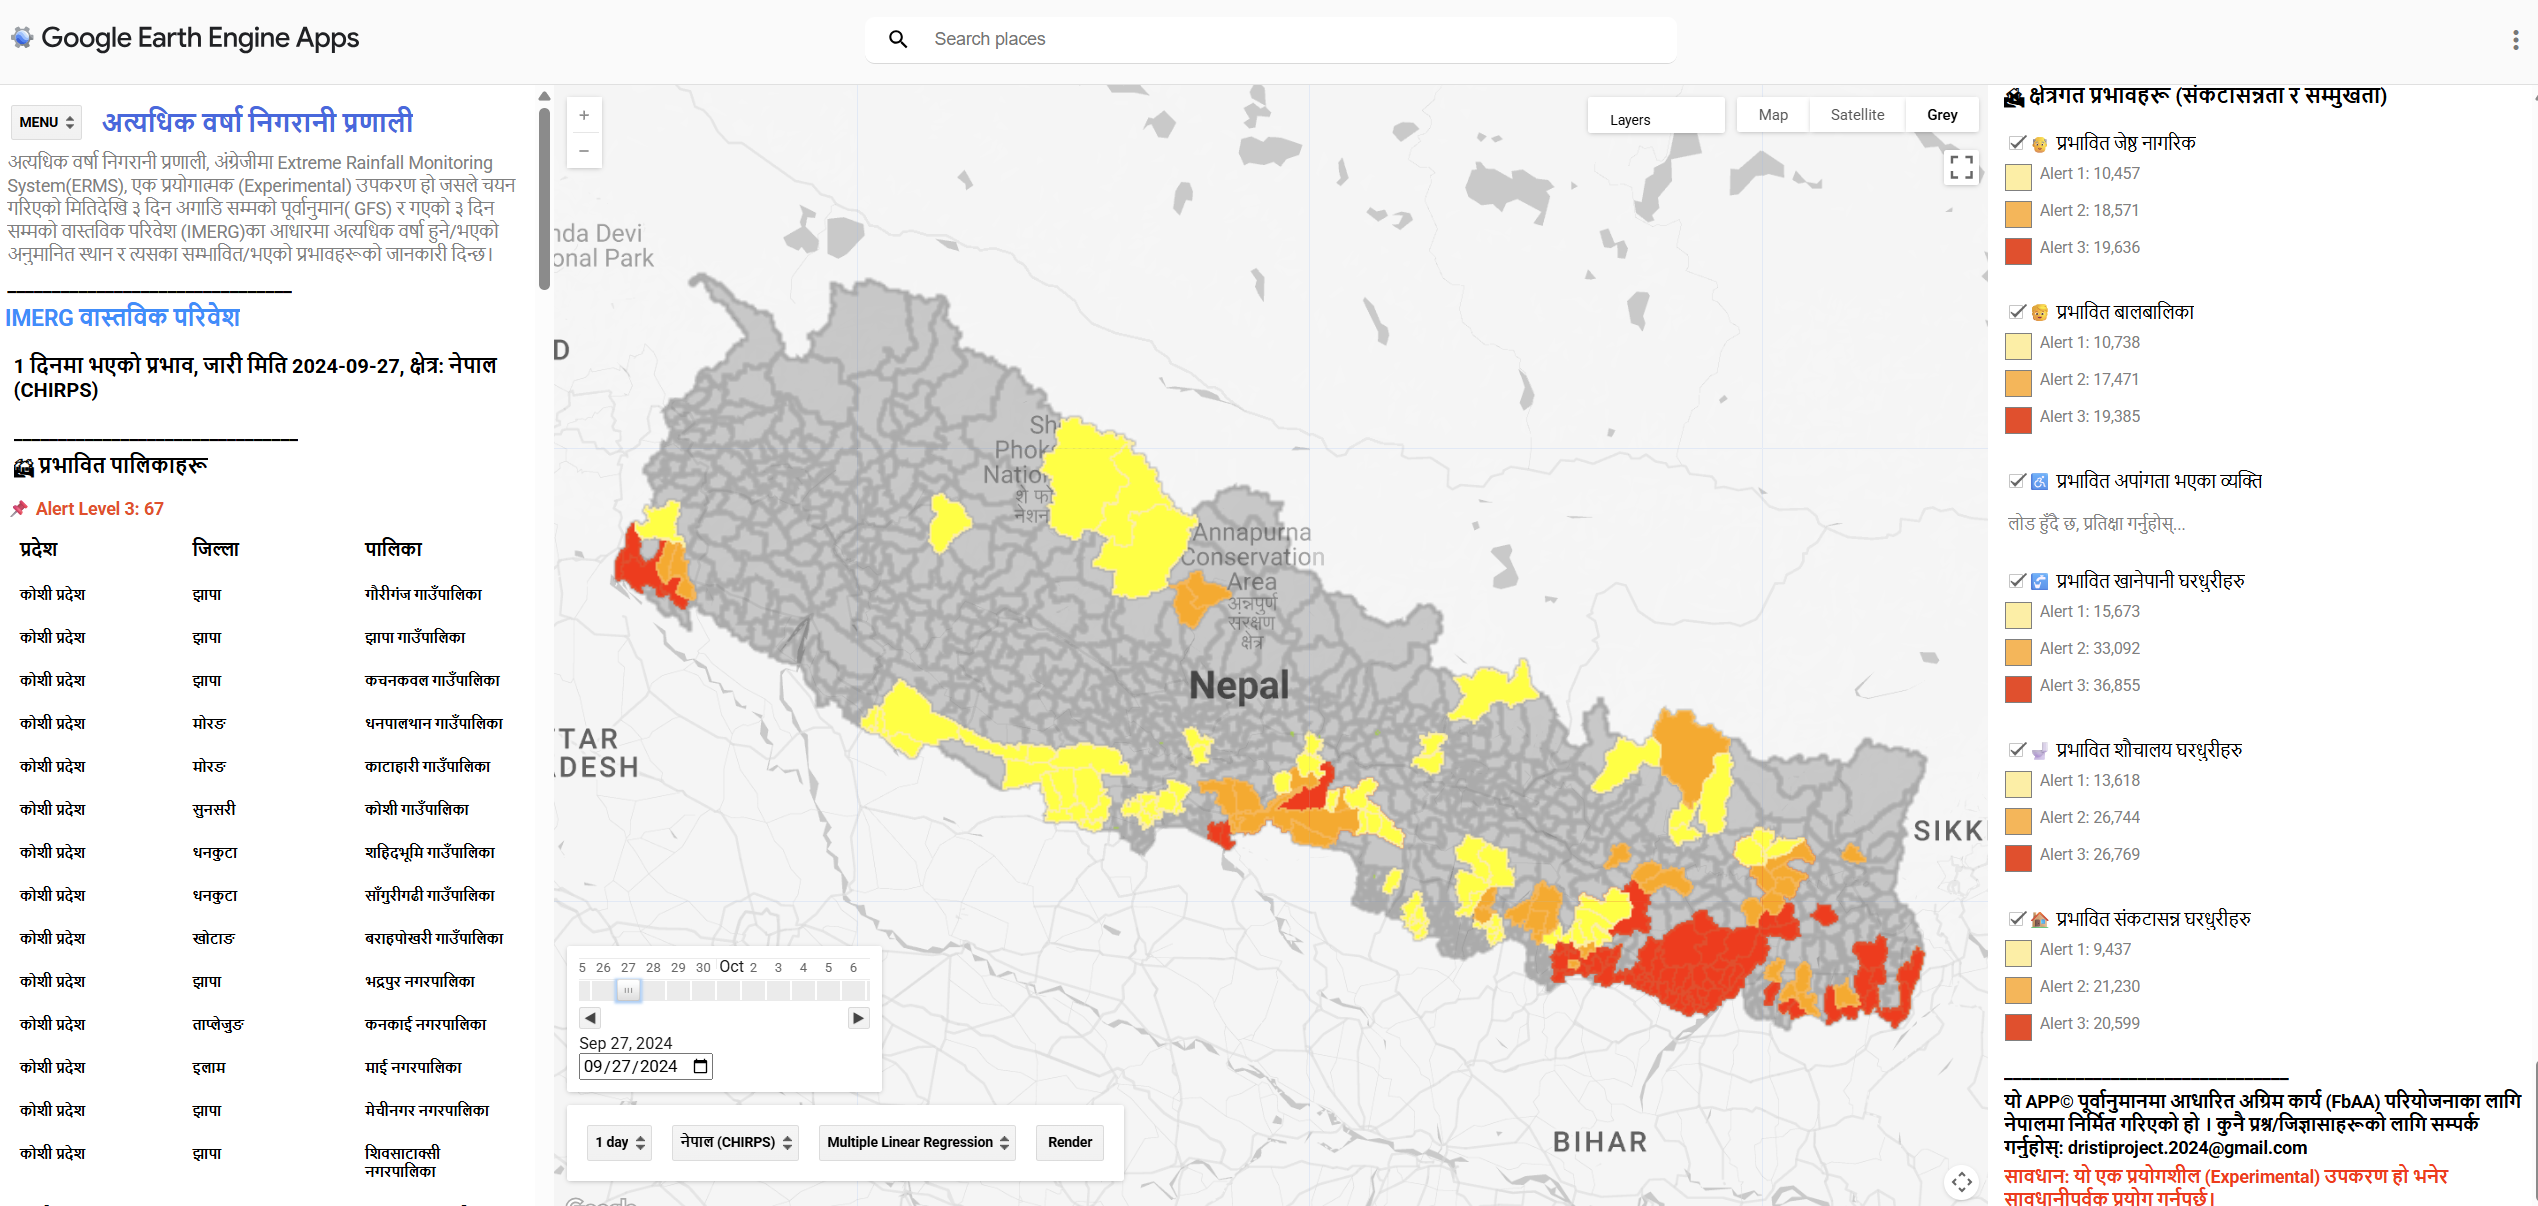 Google Earth Engine Apps
Search places
MENU
अत्यधिक वर्षा निगरानी प्रणाली
अत्यधिक वर्षा निगरानी प्रणाली, अंग्रेजीमा Extreme Rainfall Monitoring
System(ERMS), एक प्रयोगात्मक (Experimental) उपकरण हो जसले चयन
गरिएको मितिदेखि ३ दिन अगाडि सम्मको पूर्वानुमान( GFS) र गएको ३ दिन
सम्मको वास्तविक परिवेश (IMERG)का आधारमा अत्यधिक वर्षा हुने/भएको
अनुमानित स्थान र त्यसका सम्भावित/भएको प्रभावहरूको जानकारी दिन्छ।
IMERG वास्तविक परिवेश
1 दिनमा भएको प्रभाव, जारी मिति 2024-09-27, क्षेत्र: नेपाल
(CHIRPS)
प्रभावित पालिकाहरू
Alert Level 3: 67
प्रदेश जिल्ला पालिका
कोशी प्रदेश झापा गौरीगंज गाउँपालिका
कोशी प्रदेश झापा झापा गाउँपालिका
कोशी प्रदेश झापा कचनकवल गाउँपालिका
कोशी प्रदेश मोरङ धनपालथान गाउँपालिका
कोशी प्रदेश मोरङ काटाहारी गाउँपालिका
कोशी प्रदेश सुनसरी कोशी गाउँपालिका
कोशी प्रदेश धनकुटा शहिदभूमि गाउँपालिका
कोशी प्रदेश धनकुटा साँगुरीगढी गाउँपालिका
कोशी प्रदेश खोटाङ बराहपोखरी गाउँपालिका
कोशी प्रदेश झापा भद्रपुर नगरपालिका
कोशी प्रदेश ताप्लेजुङ कनकाई नगरपालिका
कोशी प्रदेश इलाम माई नगरपालिका
कोशी प्रदेश झापा मेचीनगर नगरपालिका
कोशी प्रदेश झापा शिवसाटाक्सी
नगरपालिका
+
−
Layers
Map Satellite Grey
nda Devi
onal Park
D
Sh
Phok
Nation
शे फो
नेशन
Annapurna
Conservation
Area
अन्नपुर्ण
संरक्षण
क्षेत्र
Nepal
TAR
ADESH
SIKK
BIHAR
5 26 27 28 29 30 Oct 2 3 4 5 6
Sep 27, 2024
09/27/2024
1 day
नेपाल (CHIRPS)
Multiple Linear Regression
Render
Google
क्षेत्रगत प्रभावहरू (संकटासन्नता र सम्मुखता)
प्रभावित जेष्ठ नागरिक
Alert 1: 10,457
Alert 2: 18,571
Alert 3: 19,636
प्रभावित बालबालिका
Alert 1: 10,738
Alert 2: 17,471
Alert 3: 19,385
प्रभावित अपांगता भएका व्यक्ति
लोड हुँदै छ, प्रतिक्षा गर्नुहोस्...
प्रभावित खानेपानी घरधुरीहरु
Alert 1: 15,673
Alert 2: 33,092
Alert 3: 36,855
प्रभावित शौचालय घरधुरीहरु
Alert 1: 13,618
Alert 2: 26,744
Alert 3: 26,769
प्रभावित संकटासन्न घरधुरीहरु
Alert 1: 9,437
Alert 2: 21,230
Alert 3: 20,599
यो APP© पूर्वानुमानमा आधारित अग्रिम कार्य (FbAA) परियोजनाका लागि
नेपालमा निर्मित गरिएको हो । कुनै प्रश्न/जिज्ञासाहरूको लागि सम्पर्क
गर्नुहोस्: dristiproject.2024@gmail.com
सावधान: यो एक प्रयोगशील (Experimental) उपकरण हो भनेर
सावधानीपूर्वक प्रयोग गर्नुपर्छ।